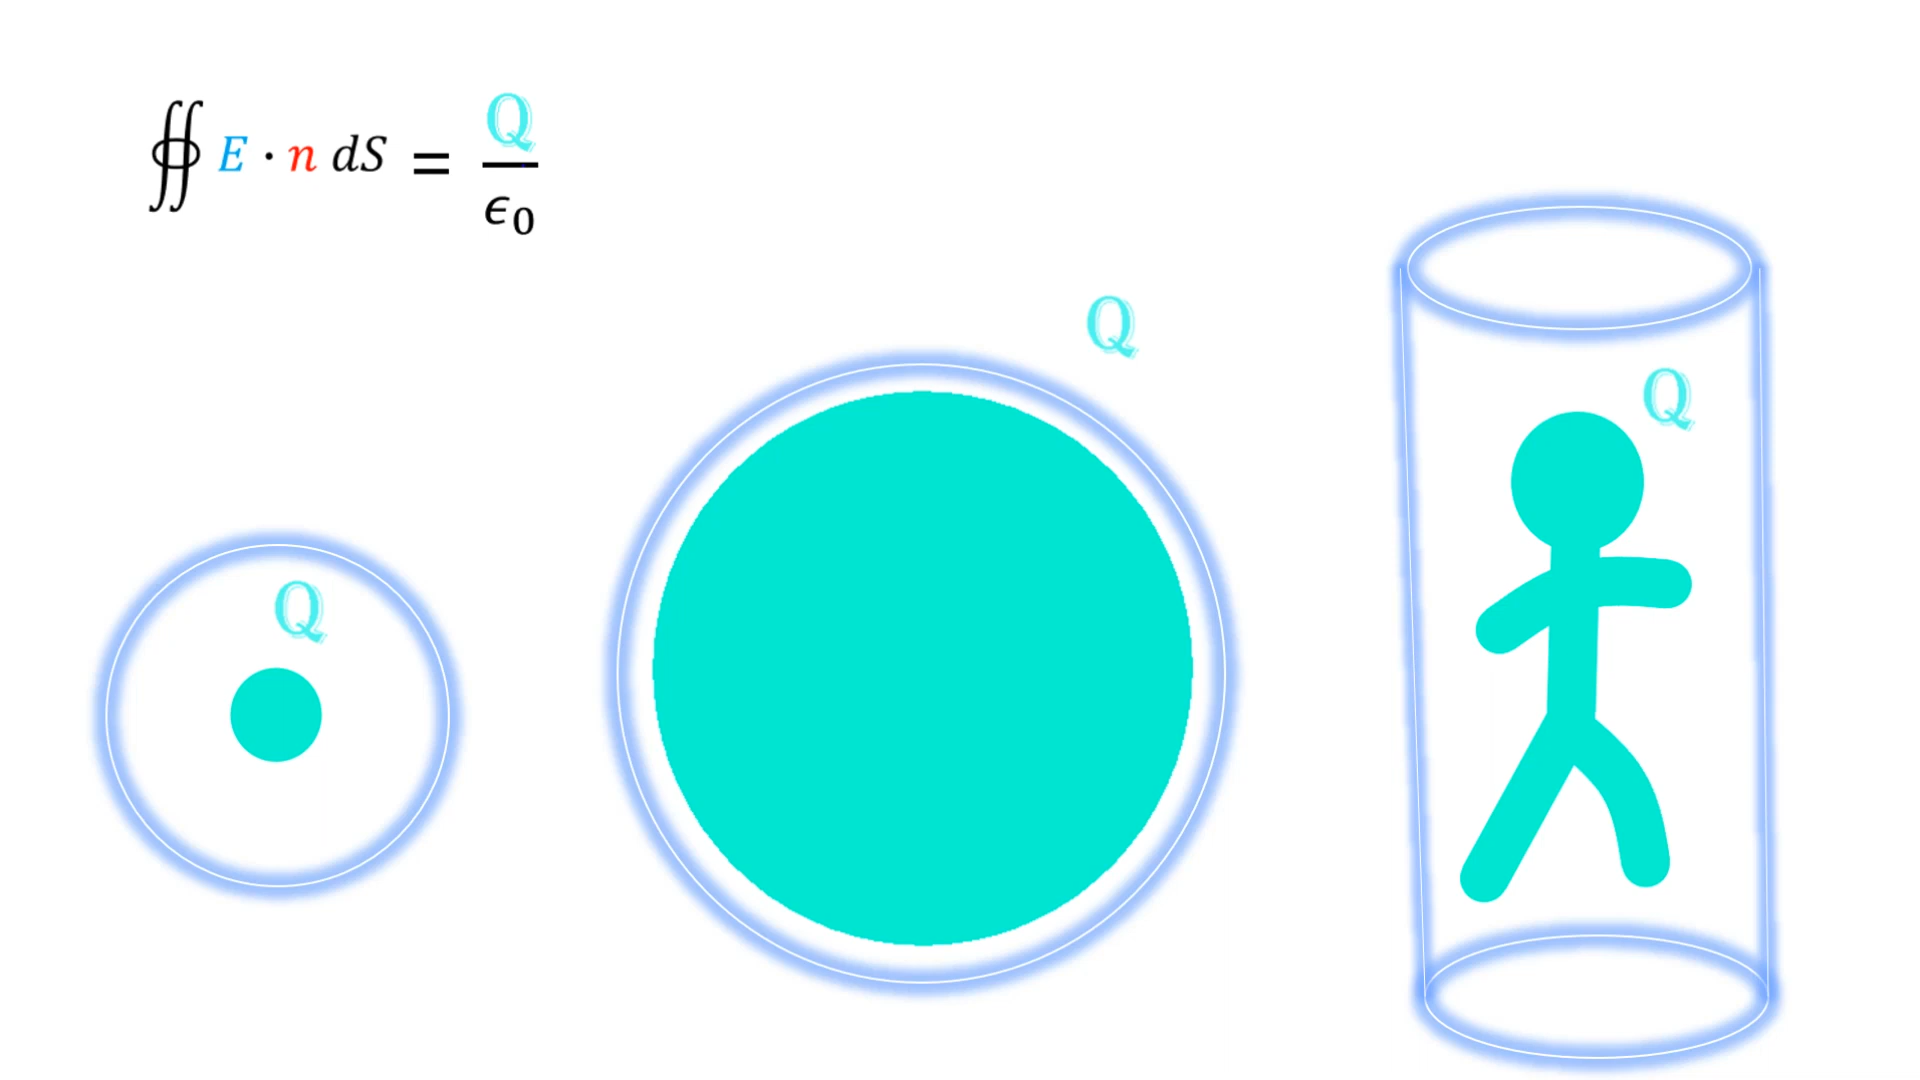 ∯ E · n dS = Q / ϵ₀
Q
Q
Q